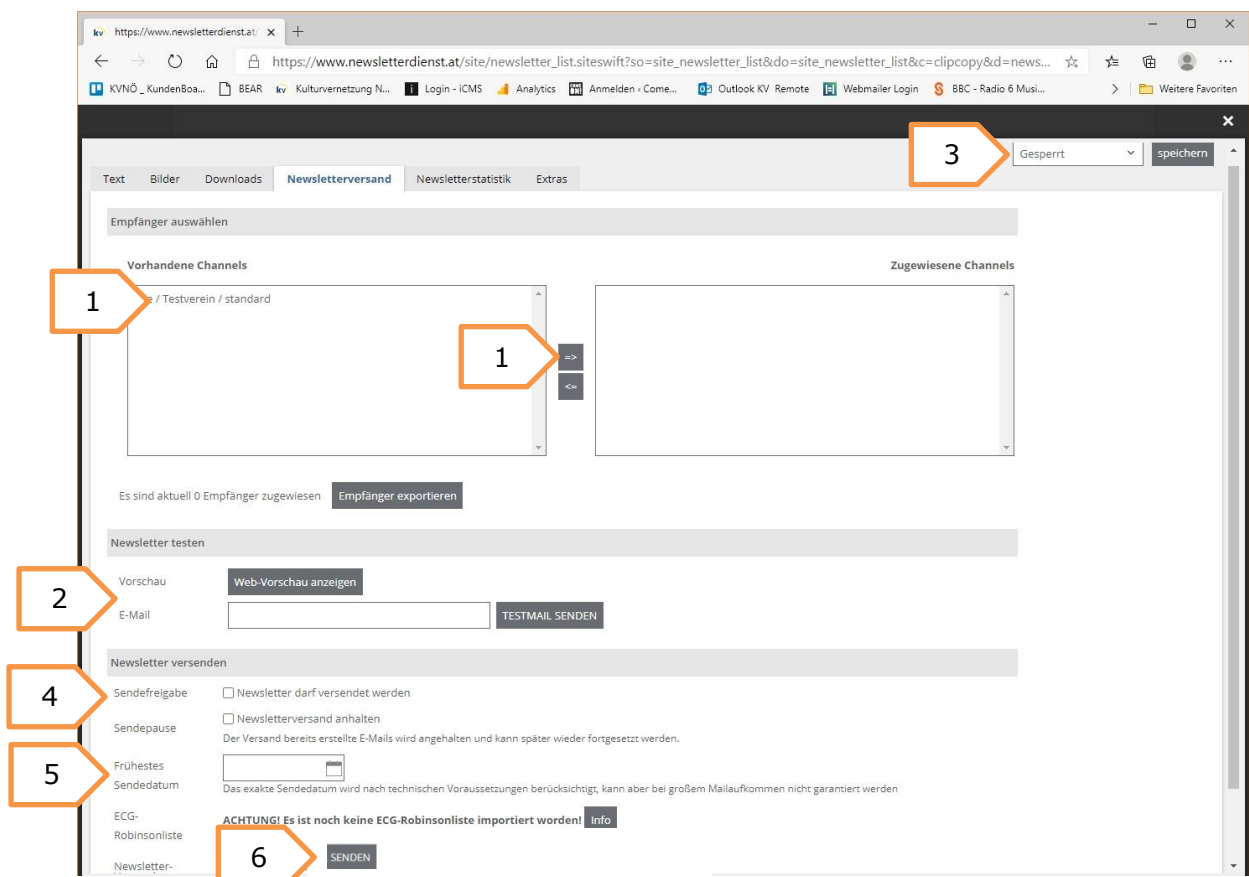 kv https://www.newsletterdienst.at/
https://www.newsletterdienst.at/site/newsletter_list.siteswift?so=site_newsletter_list&do=site_newsletter_list&c=clipcopy&d=news...
KVNÖ_KundenBoa... BEAR kv Kulturvernetzung N... Login - iCMS Analytics Anmelden ‹ Come... Outlook KV Remote Webmailer Login BBC - Radio 6 Musi... Weitere Favoriten
3 Gesperrt speichern
Text Bilder Downloads Newsletterversand Newsletterstatistik Extras
Empfänger auswählen
Vorhandene Channels Zugewiesene Channels
1 / Testverein / standard
1 =>
<=
Es sind aktuell 0 Empfänger zugewiesen Empfänger exportieren
Newsletter testen
2
Vorschau Web-Vorschau anzeigen
E-Mail TESTMAIL SENDEN
Newsletter versenden
4 Sendefreigabe Newsletter darf versendet werden
Sendepause Newsletterversand anhalten
Der Versand bereits erstellte E-Mails wird angehalten und kann später wieder fortgesetzt werden.
5 Frühestes
Sendedatum Das exakte Sendedatum wird nach technischen Voraussetzungen berücksichtigt, kann aber bei großem Mailaufkommen nicht garantiert werden
ECG-
Robinsonliste ACHTUNG! Es ist noch keine ECG-Robinsonliste importiert worden! Info
6 SENDEN
Newsletter-